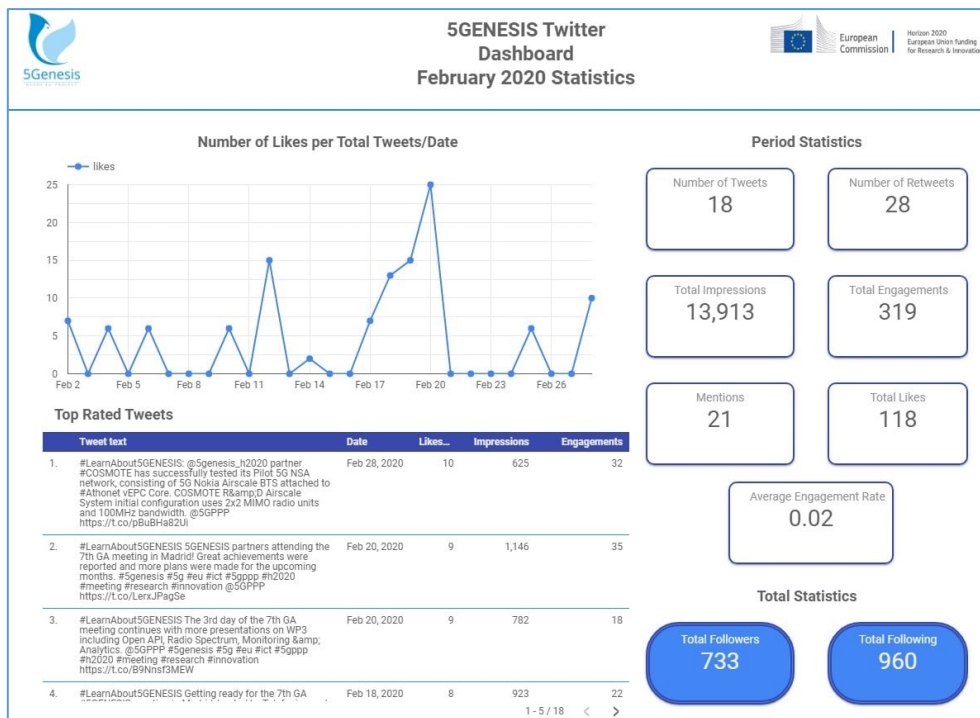 5Genesis
5GENESIS Twitter
Dashboard
February 2020 Statistics
European
Commission
Horizon 2020
European Union funding
for Research & Innovation
Number of Likes per Total Tweets/Date
likes
25
20
15
10
5
0
Feb 2 Feb 5 Feb 8 Feb 11 Feb 14 Feb 17 Feb 20 Feb 23 Feb 26
Period Statistics
Number of Tweets
18
Number of Retweets
28
Total Impressions
13,913
Total Engagements
319
Mentions
21
Total Likes
118
Average Engagement Rate
0.02
Total Statistics
Total Followers
733
Total Following
960
Top Rated Tweets
Tweet text Date Likes... Impressions Engagements
1. #LearnAbout5GENESIS: @5genesis_h2020 partner Feb 28, 2020 10 625 32
#COSMOTE has successfully tested its Pilot 5G NSA
network, consisting of 5G Nokia Airscale BTS attached to
#Athonet vEPC Core. COSMOTE R&amp;D Airscale
System initial configuration uses 2x2 MIMO radio units
and 100MHz bandwidth. @5GPPP
https://t.co/pBuBHa82Ui
2. #LearnAbout5GENESIS 5GENESIS partners attending the Feb 20, 2020 9 1,146 35
7th GA meeting in Madrid! Great achievements were
reported and more plans were made for the upcoming
months. #5genesis #5g #eu #ict #5gppp #h2020
#meeting #research #innovation @5GPPP
https://t.co/LerxJPagSe
3. #LearnAbout5GENESIS The 3rd day of the 7th GA Feb 20, 2020 9 782 18
meeting continues with more presentations on WP3
including Open API, Radio Spectrum, Monitoring &amp;
Analytics. @5GPPP #5genesis #5g #eu #ict #5gppp
#h2020 #meeting #research #innovation
https://t.co/B9Nnsf3MEW
4. #LearnAbout5GENESIS Getting ready for the 7th GA Feb 18, 2020 8 923 22
1 - 5 / 18 < >